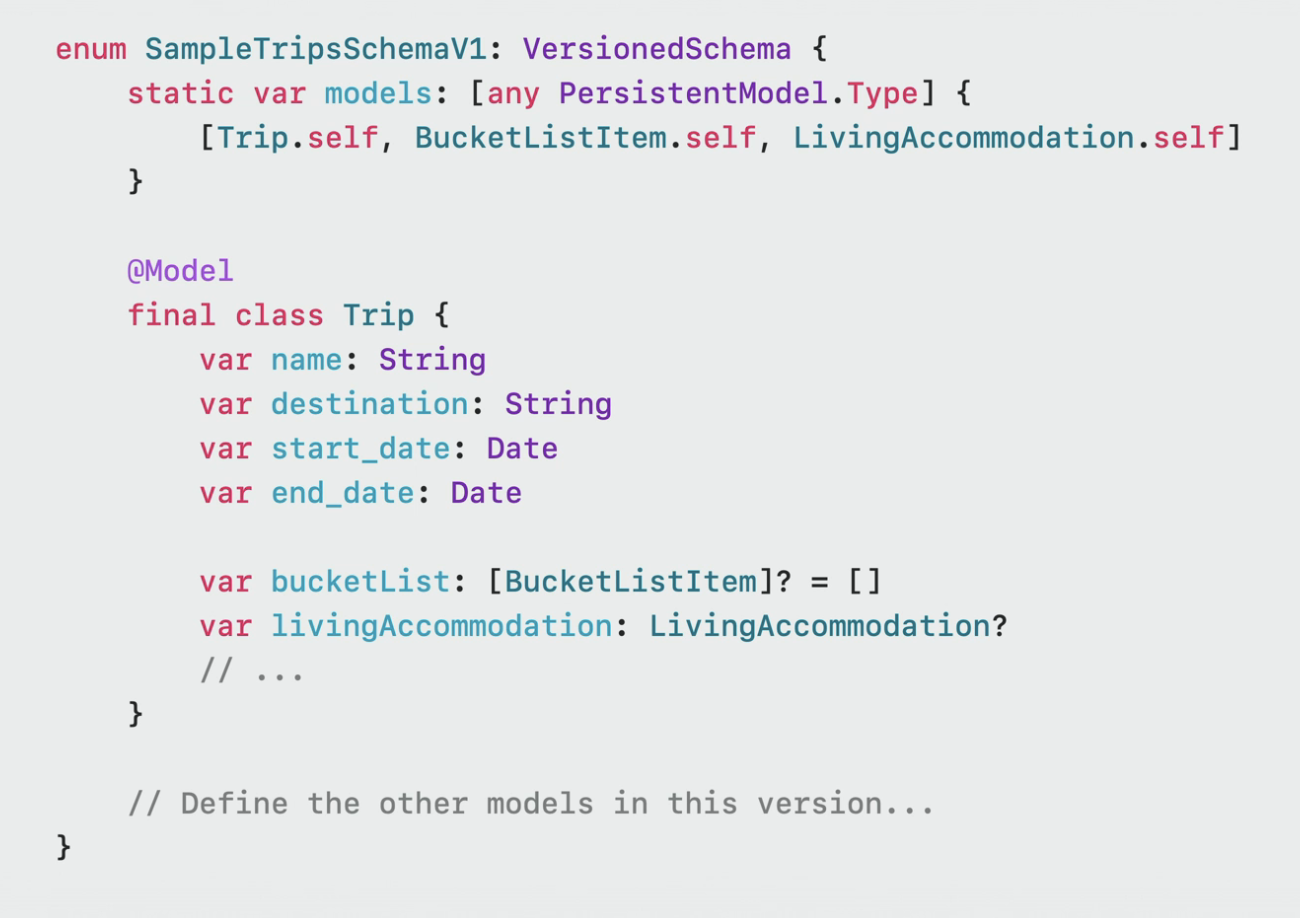 enum SampleTripsSchemaV1: VersionedSchema {
    static var models: [any PersistentModel.Type] {
        [Trip.self, BucketListItem.self, LivingAccommodation.self]
    }

    @Model
    final class Trip {
        var name: String
        var destination: String
        var start_date: Date
        var end_date: Date

        var bucketList: [BucketListItem]? = []
        var livingAccommodation: LivingAccommodation?
        // ...
    }

    // Define the other models in this version...
}